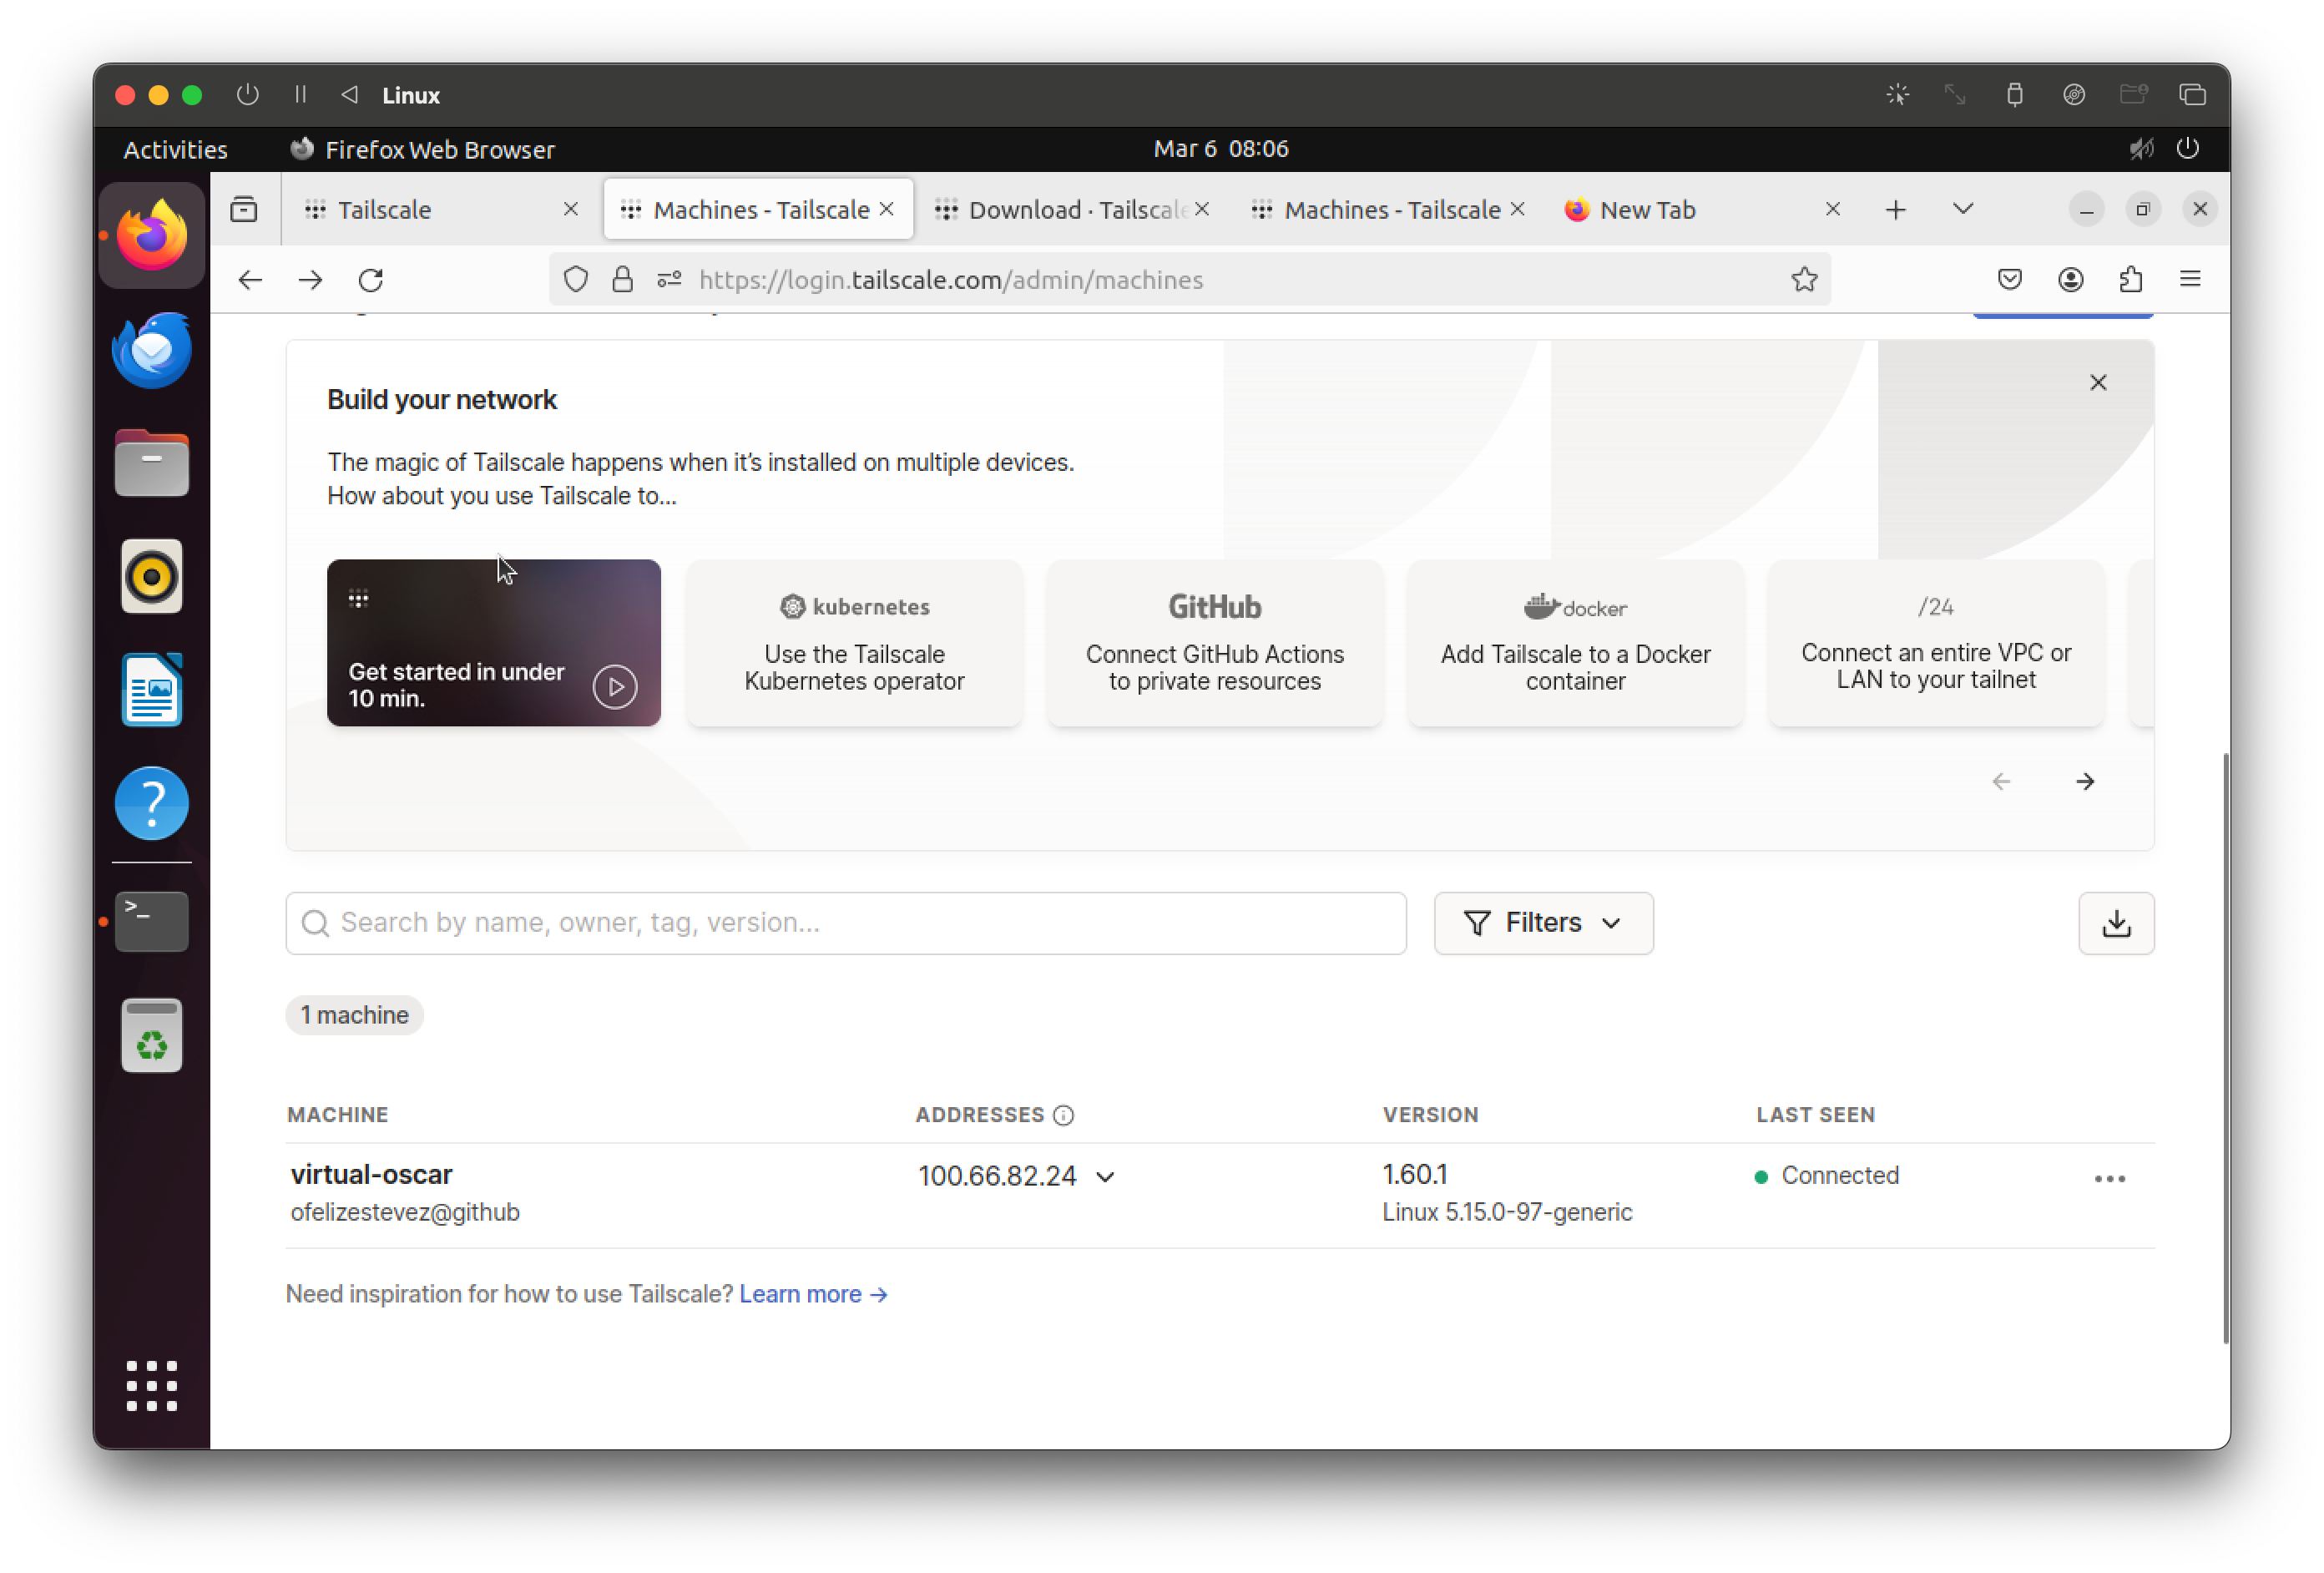 Linux
Activities
Firefox Web Browser
Mar 6 08:06
Tailscale
Machines - Tailscale
Download · Tailscale
Machines - Tailscale
New Tab
https://login.tailscale.com/admin/machines
Build your network
The magic of Tailscale happens when it's installed on multiple devices.
How about you use Tailscale to...
Get started in under
10 min.
kubernetes
Use the Tailscale
Kubernetes operator
GitHub
Connect GitHub Actions
to private resources
docker
Add Tailscale to a Docker
container
/24
Connect an entire VPC or
LAN to your tailnet
Search by name, owner, tag, version...
Filters
1 machine
MACHINE
ADDRESSES
VERSION
LAST SEEN
virtual-oscar
100.66.82.24
1.60.1
Connected
ofelizestevez@github
Linux 5.15.0-97-generic
Need inspiration for how to use Tailscale? Learn more →